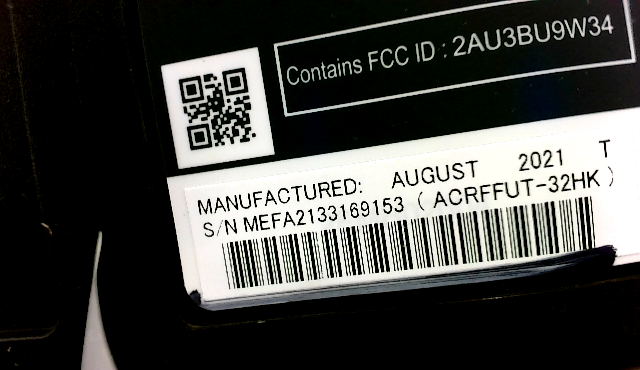 Contains FCC ID : 2AU3BU9W34
MANUFACTURED: AUGUST 2021 T
S/N MEFA2133169153 ( ACRFFUT-32HK )